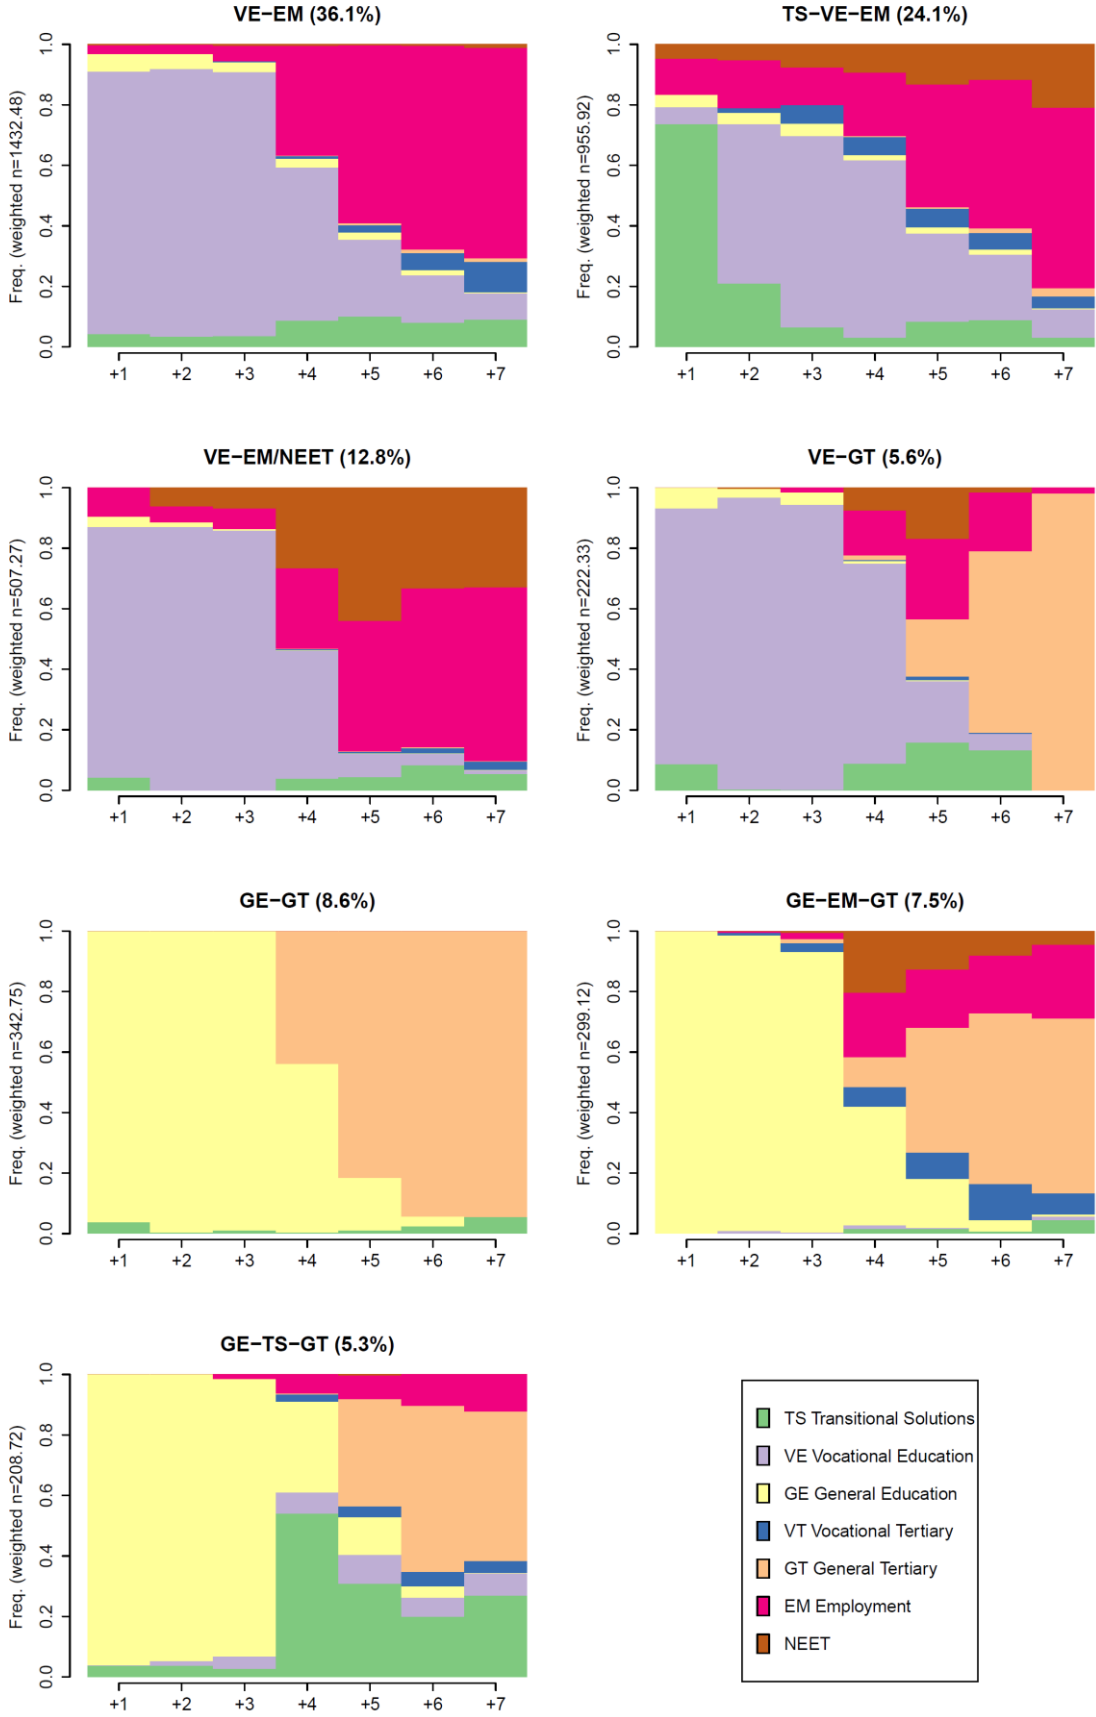 VE−EM (36.1%)
Freq. (weighted n=1432.48)
1.0
0.8
0.6
0.4
0.2
0.0
+1 +2 +3 +4 +5 +6 +7
TS−VE−EM (24.1%)
Freq. (weighted n=955.92)
1.0
0.8
0.6
0.4
0.2
0.0
+1 +2 +3 +4 +5 +6 +7
VE−EM/NEET (12.8%)
Freq. (weighted n=507.27)
1.0
0.8
0.6
0.4
0.2
0.0
+1 +2 +3 +4 +5 +6 +7
VE−GT (5.6%)
Freq. (weighted n=222.33)
1.0
0.8
0.6
0.4
0.2
0.0
+1 +2 +3 +4 +5 +6 +7
GE−GT (8.6%)
Freq. (weighted n=342.75)
1.0
0.8
0.6
0.4
0.2
0.0
+1 +2 +3 +4 +5 +6 +7
GE−EM−GT (7.5%)
Freq. (weighted n=299.12)
1.0
0.8
0.6
0.4
0.2
0.0
+1 +2 +3 +4 +5 +6 +7
GE−TS−GT (5.3%)
Freq. (weighted n=208.72)
1.0
0.8
0.6
0.4
0.2
0.0
+1 +2 +3 +4 +5 +6 +7
TS Transitional Solutions
VE Vocational Education
GE General Education
VT Vocational Tertiary
GT General Tertiary
EM Employment
NEET